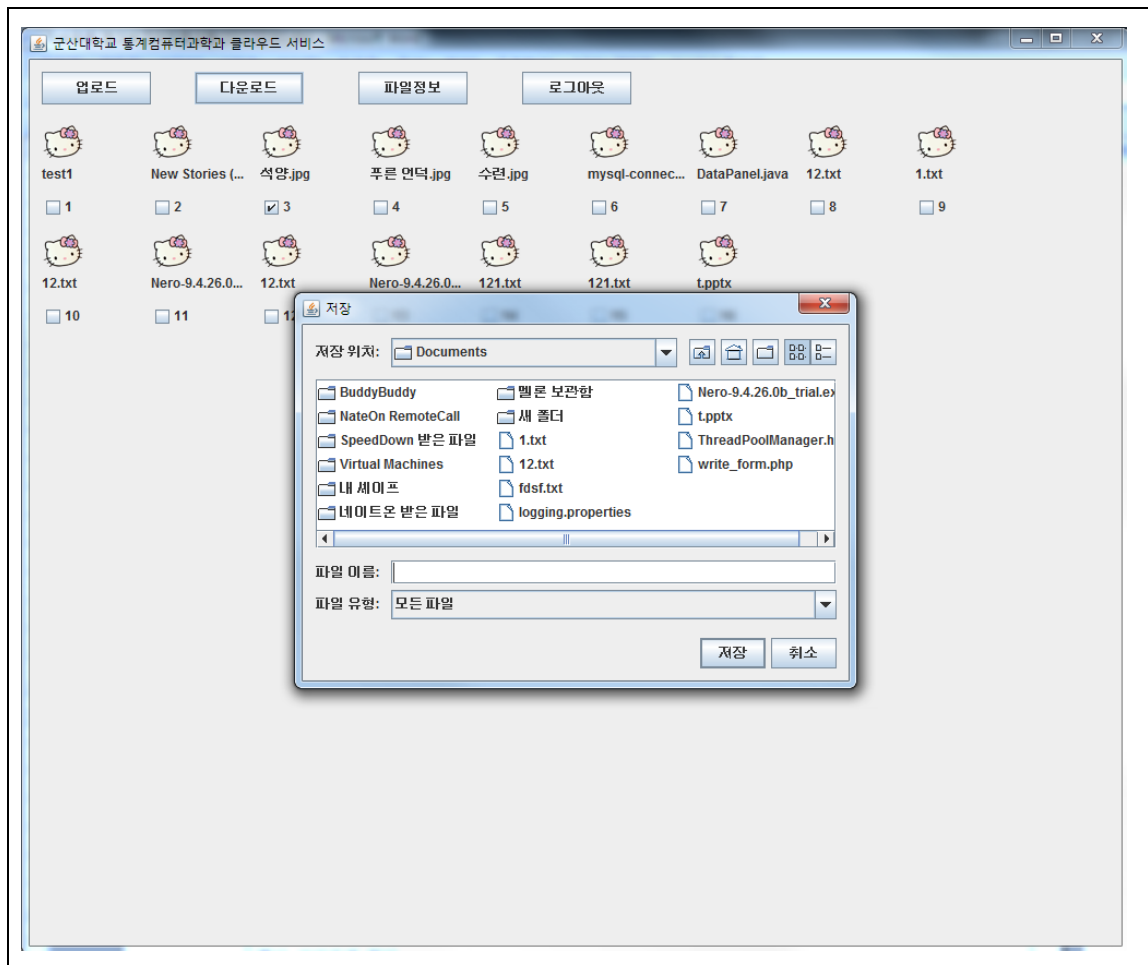 군산대학교 통계컴퓨터과학과 클라우드 서비스
업로드 다운로드 파일정보 로그아웃
test1 New Stories (... 석양.jpg 푸른 언덕.jpg 수련.jpg mysql-connec... DataPanel.java 12.txt 1.txt
1 2 3 4 5 6 7 8 9
12.txt Nero-9.4.26.0... 12.txt Nero-9.4.26.0... 121.txt 121.txt t.pptx
10 11
저장
저장 위치: Documents
BuddyBuddy 멜론 보관함 Nero-9.4.26.0b_trial.ex
NateOn RemoteCall 새 폴더 t.pptx
SpeedDown 받은 파일 1.txt ThreadPoolManager.h
Virtual Machines 12.txt write_form.php
내 세이프 fdsf.txt
네이트온 받은 파일 logging.properties
파일 이름:
파일 유형: 모든 파일
저장 취소